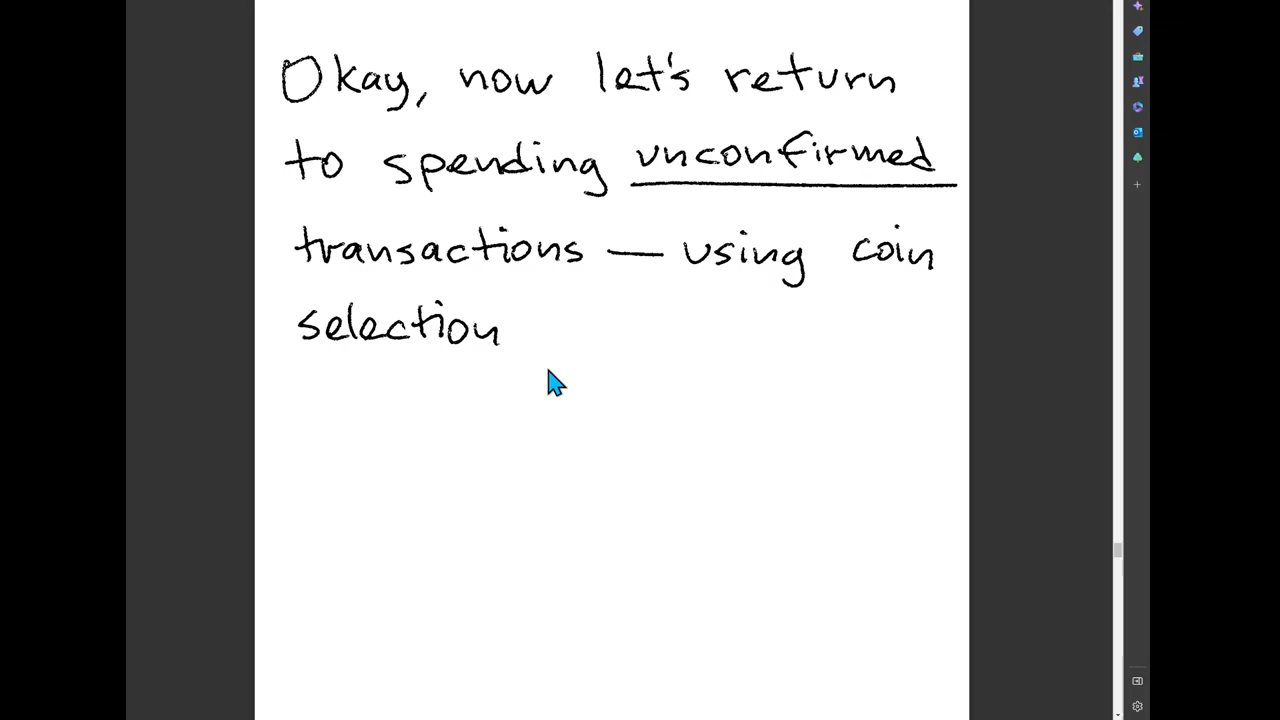 Okay, now let's return
to spending unconfirmed
transactions — using coin
selection